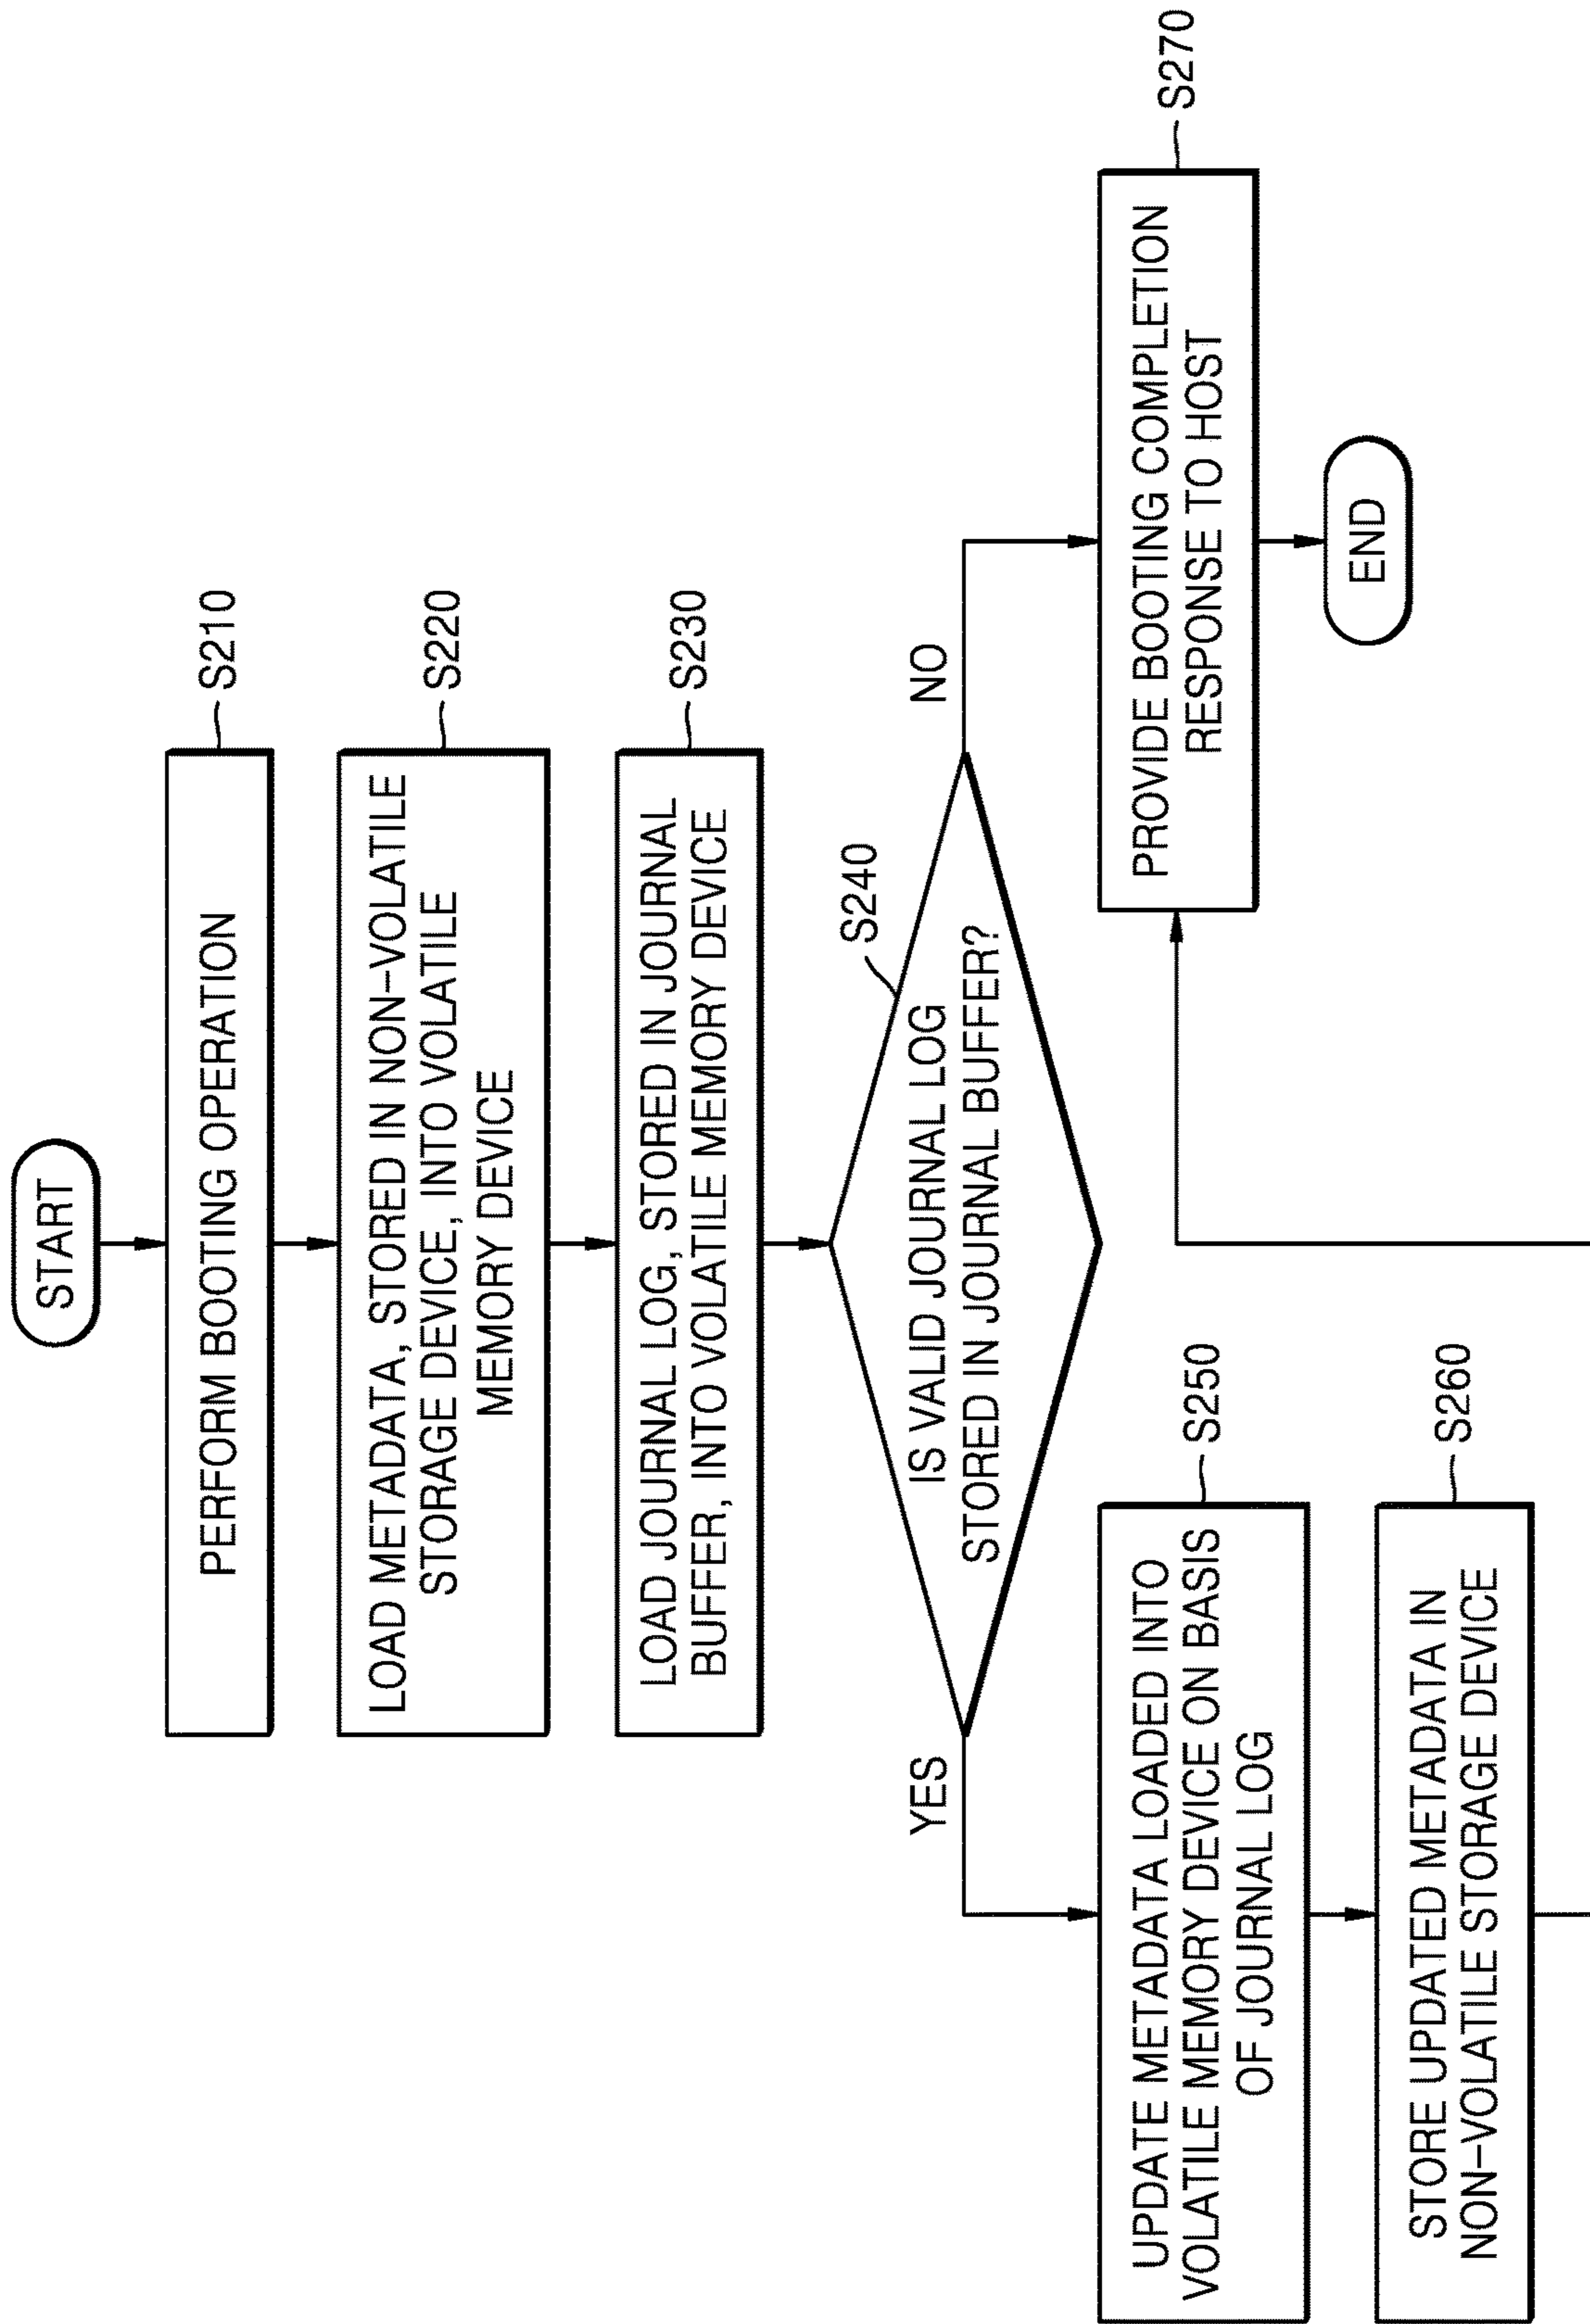 START
PERFORM BOOTING OPERATION
S210
LOAD METADATA, STORED IN NON-VOLATILE
STORAGE DEVICE, INTO VOLATILE
MEMORY DEVICE
S220
LOAD JOURNAL LOG, STORED IN JOURNAL
BUFFER, INTO VOLATILE MEMORY DEVICE
S230
S240
IS VALID JOURNAL LOG
STORED IN JOURNAL BUFFER?
YES
NO
UPDATE METADATA LOADED INTO
VOLATILE MEMORY DEVICE ON BASIS
OF JOURNAL LOG
S250
STORE UPDATED METADATA IN
NON-VOLATILE STORAGE DEVICE
S260
PROVIDE BOOTING COMPLETION
RESPONSE TO HOST
S270
END